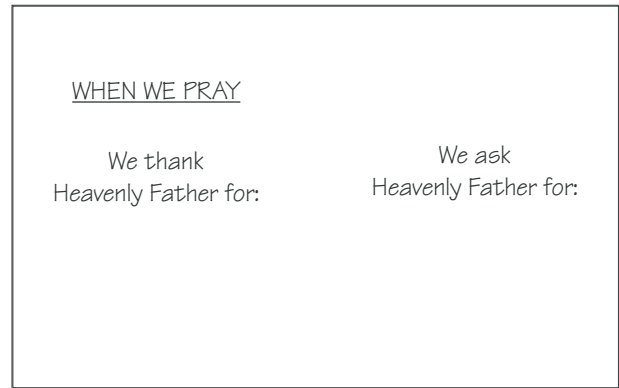 WHEN WE PRAY
We thank
Heavenly Father for:
We ask
Heavenly Father for: